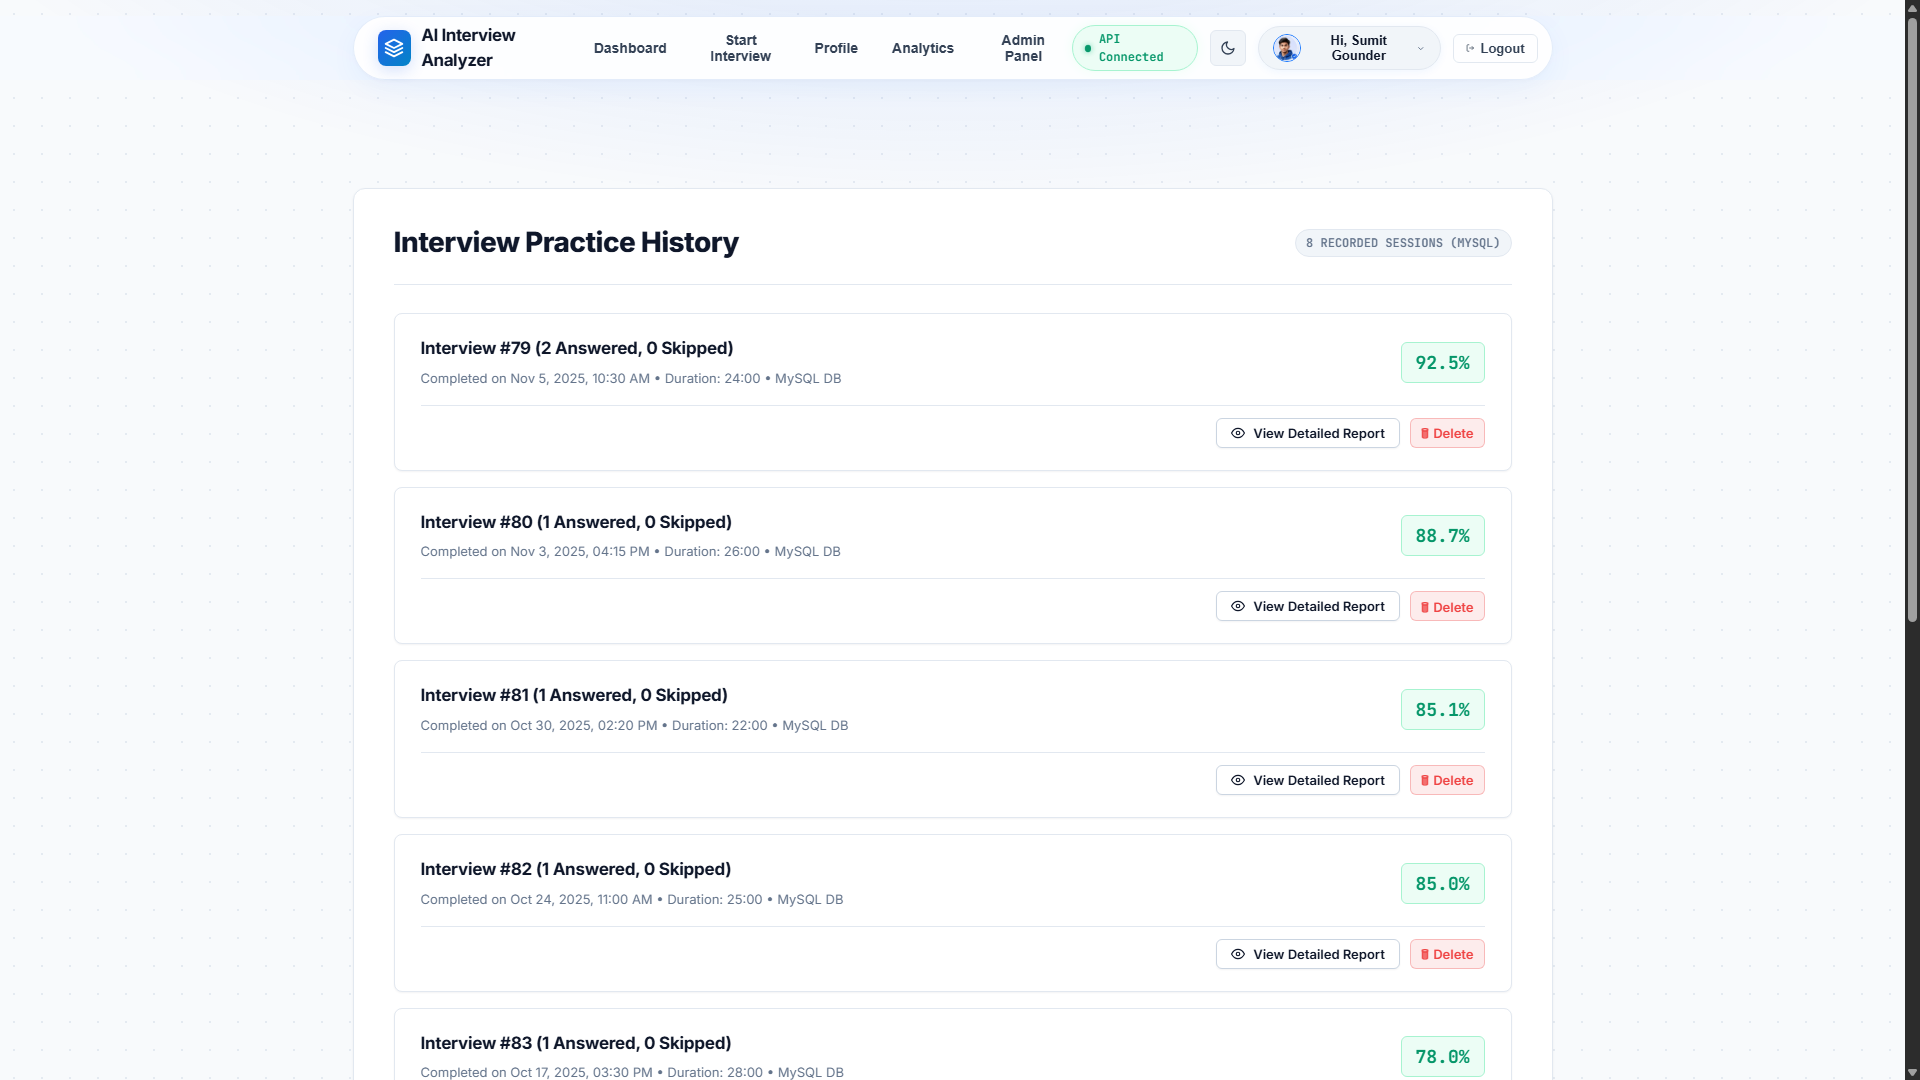 AI Interview
Analyzer
Dashboard
Start
Interview
Profile
Analytics
Admin
Panel
API
Connected
Hi, Sumit
Gounder
Logout
Interview Practice History
8 RECORDED SESSIONS (MYSQL)
Interview #79 (2 Answered, 0 Skipped)
Completed on Nov 5, 2025, 10:30 AM • Duration: 24:00 • MySQL DB
92.5%
View Detailed Report
Delete
Interview #80 (1 Answered, 0 Skipped)
Completed on Nov 3, 2025, 04:15 PM • Duration: 26:00 • MySQL DB
88.7%
View Detailed Report
Delete
Interview #81 (1 Answered, 0 Skipped)
Completed on Oct 30, 2025, 02:20 PM • Duration: 22:00 • MySQL DB
85.1%
View Detailed Report
Delete
Interview #82 (1 Answered, 0 Skipped)
Completed on Oct 24, 2025, 11:00 AM • Duration: 25:00 • MySQL DB
85.0%
View Detailed Report
Delete
Interview #83 (1 Answered, 0 Skipped)
Completed on Oct 17, 2025, 03:30 PM • Duration: 28:00 • MySQL DB
78.0%